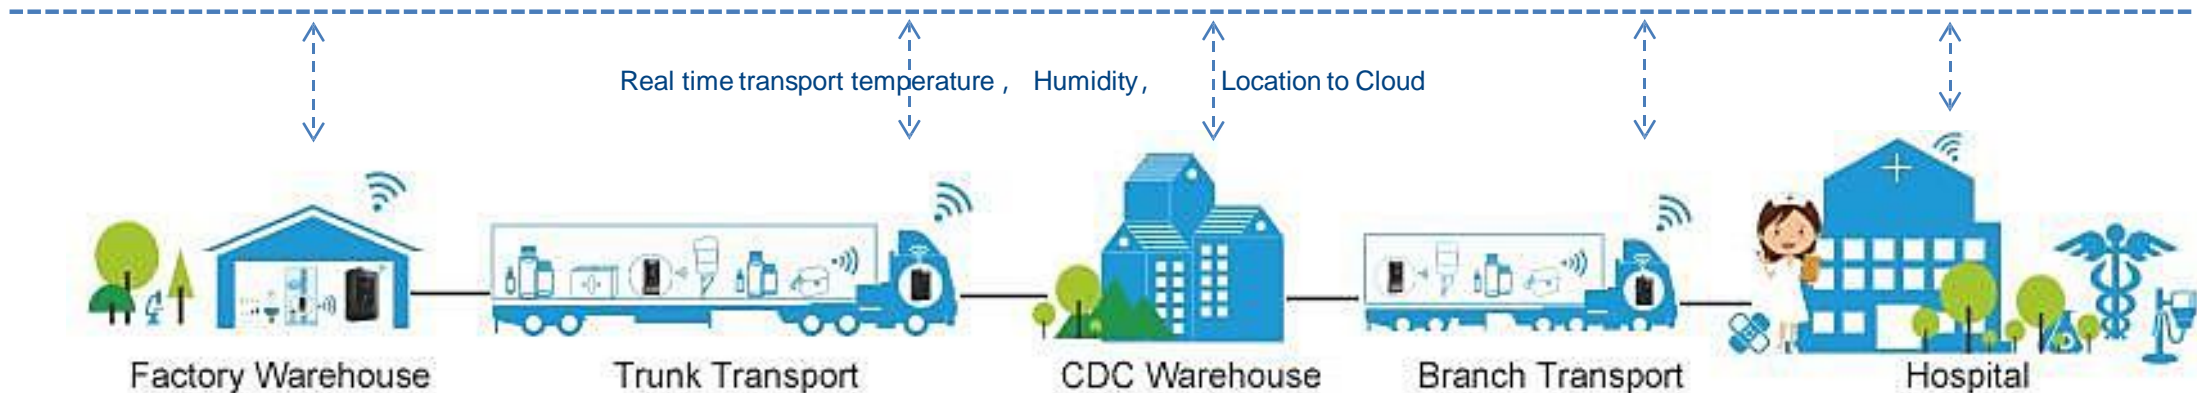 Real time transport temperature , Humidity, Location to Cloud
Factory Warehouse
Trunk Transport
CDC Warehouse
Branch Transport
Hospital